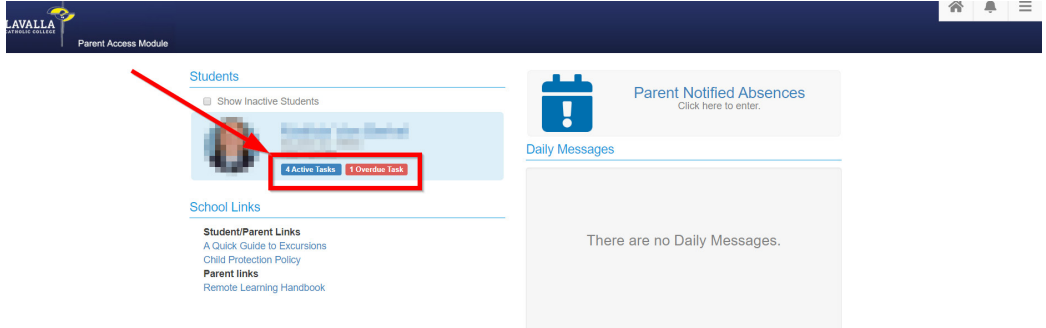 LAVALLA
CATHOLIC COLLEGE
Parent Access Module
Students
Show Inactive Students
4 Active Tasks 1 Overdue Task
School Links
Student/Parent Links
A Quick Guide to Excursions
Child Protection Policy
Parent links
Remote Learning Handbook
Parent Notified Absences
Click here to enter.
Daily Messages
There are no Daily Messages.